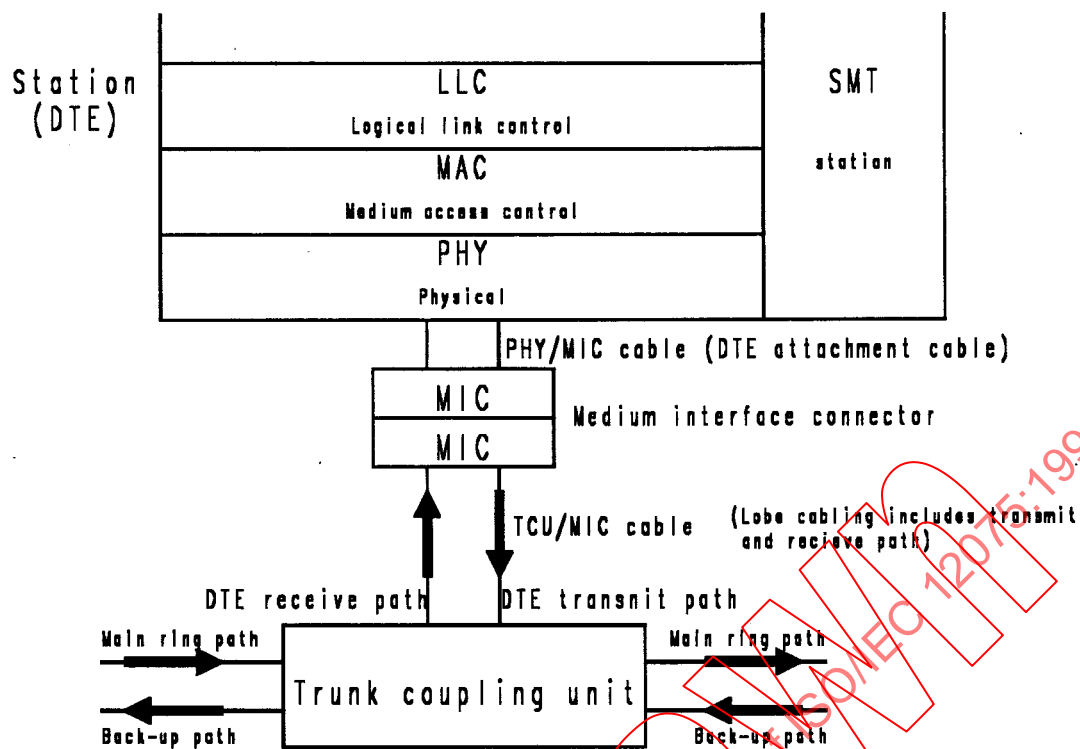 Station
(DTE)
LLC
Logical link control
SMT
station
MAC
Medium access control
PHY
Physical
PHY/MIC cable (DTE attachment cable)
MIC
MIC
Medium interface connector
TCU/MIC cable
(Lobe cabling includes transmit
and recieve path)
DTE receive path
DTE transnit path
Main ring path
Main ring path
Trunk coupling unit
Back-up path
Back-up path
f ISO/IEC 12075:199